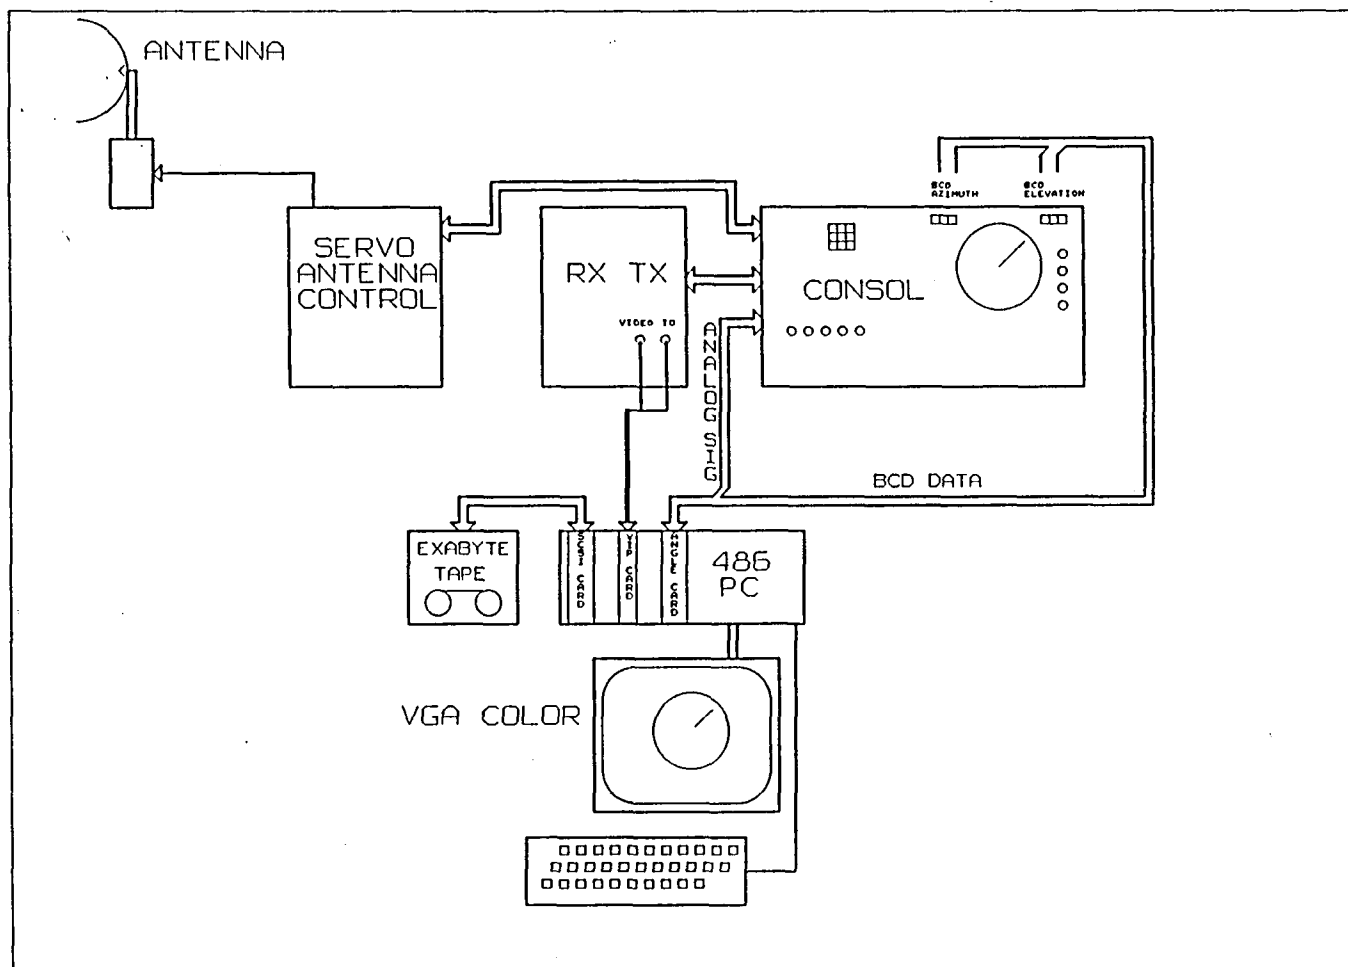 ANTENNA
BCD
AZIMUTH
BCD
ELEVATION
SERVO
ANTENNA
CONTROL
RX TX
CONSOL
VIDEO TO
ANALOG SIG
BCD DATA
EXABYTE
TAPE
SCSI CARD
VIP CARD
ANGLE CARD
486
PC
VGA COLOR